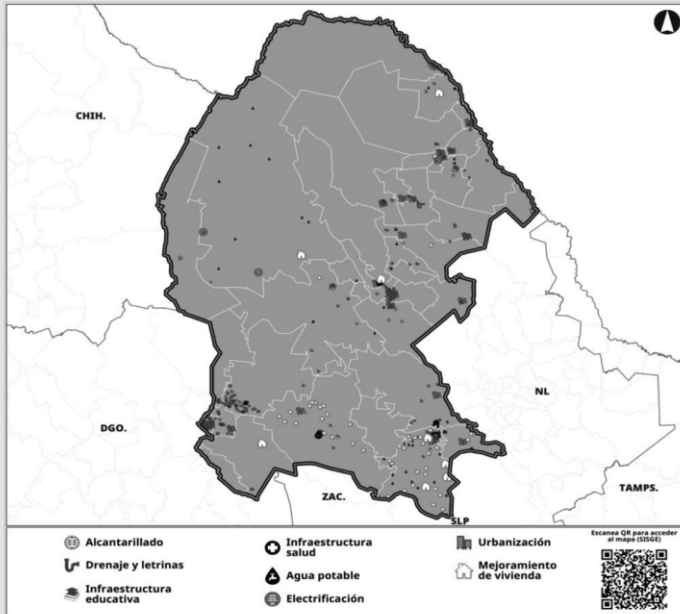 CHIH.
NL
DGO.
ZAC.
TAMPS.
SLP
Alcantarillado
Drenaje y letrinas
Infraestructura
educativa
Infraestructura
salud
Agua potable
Electrificación
Urbanización
Mejoramiento
de vivienda
Escanea QR para acceder
al mapa (SISGE)